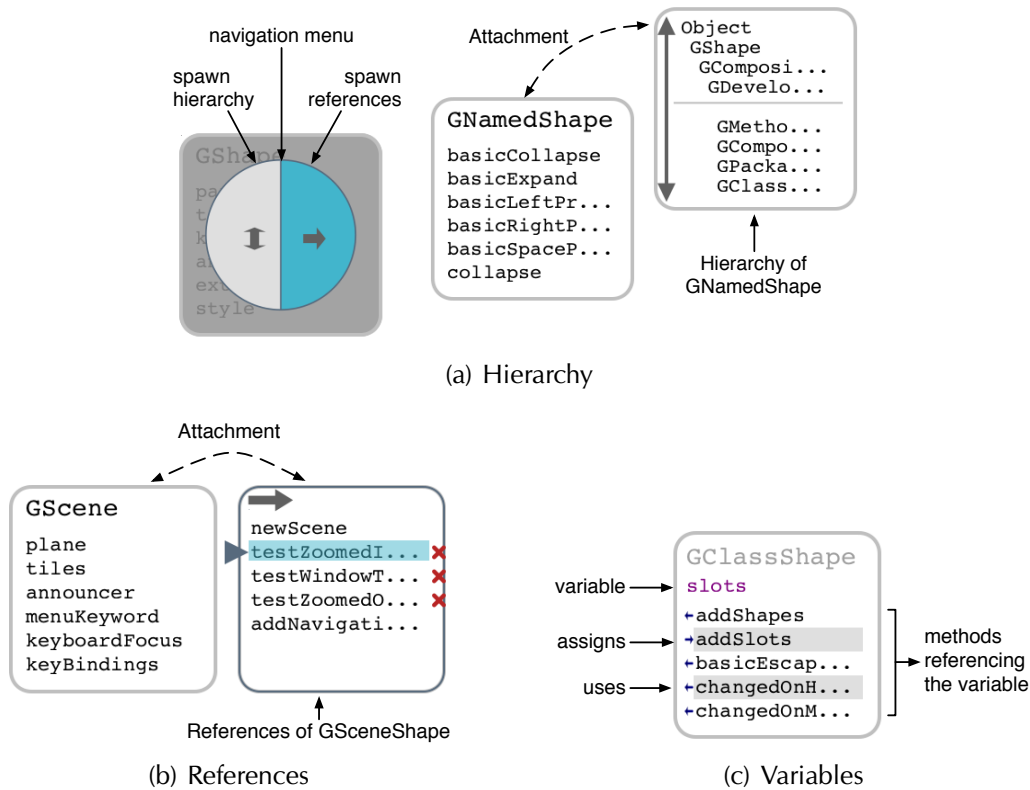 navigation menu
spawn
hierarchy
spawn
references
GShape
style
Attachment
GNamedShape
basicCollapse
basicExpand
basicLeftPr...
basicRightP...
basicSpaceP...
collapse
Object
GShape
GComposi...
GDevelo...
GMetho...
GCompo...
GPacka...
GClass...
Hierarchy of
GNamedShape
(a) Hierarchy
Attachment
GScene
plane
tiles
announcer
menuKeyword
keyboardFocus
keyBindings
newScene
testZoomedI...
testWindowT...
testZoomedO...
addNavigati...
References of GSceneShape
(b) References
GClassShape
variable
slots
addShapes
assigns
addSlots
basicEscap...
uses
changedOnH...
changedOnM...
methods
referencing
the variable
(c) Variables